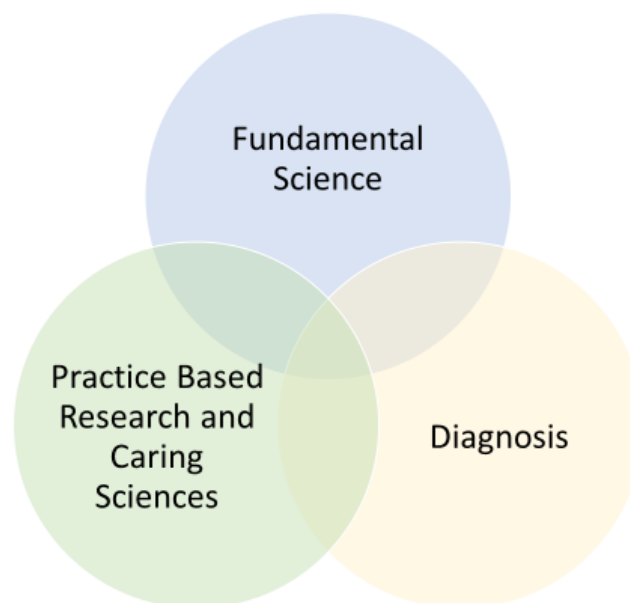 Fundamental
Science
Practice Based
Research and
Caring
Sciences
Diagnosis